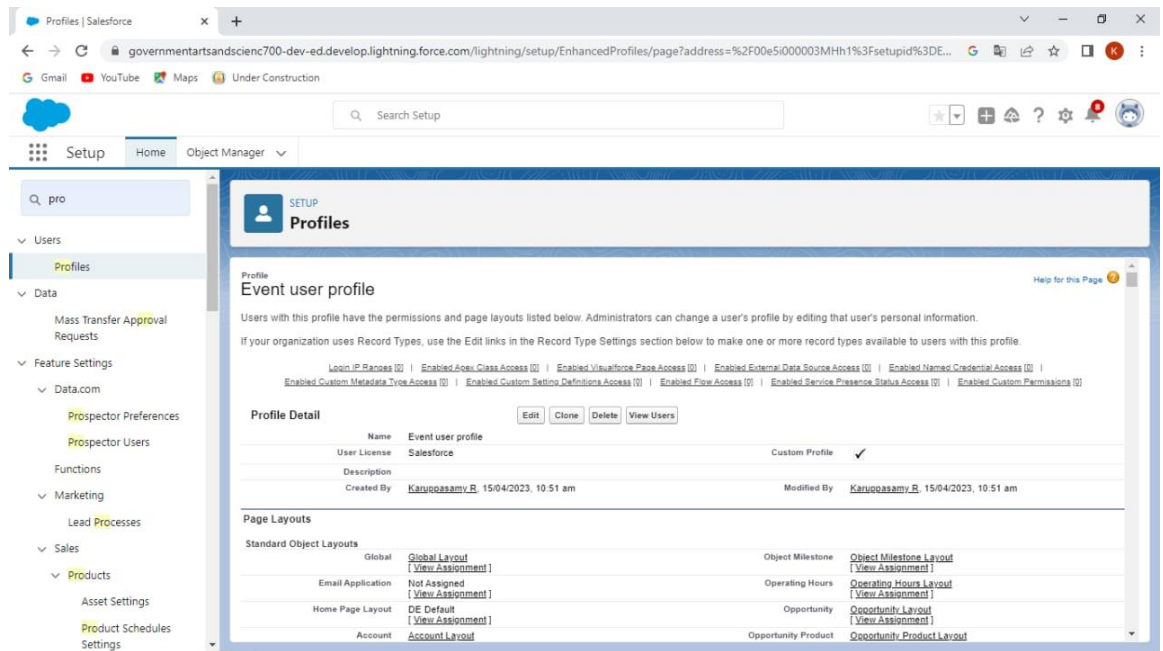 Profiles | Salesforce
governmentartsandscienc700-dev-ed.develop.lightning.force.com/lightning/setup/EnhancedProfiles/page?address=%2F00e5i000003MHh1%3Fsetupid%3DE...
Gmail YouTube Maps Under Construction
Search Setup
Setup Home Object Manager
pro
SETUP
Profiles
Users
Profiles
Data
Mass Transfer Approval
Requests
Feature Settings
Data.com
Prospector Preferences
Prospector Users
Functions
Marketing
Lead Processes
Sales
Products
Asset Settings
Product Schedules
Settings
Profile
Event user profile
Help for this Page
Users with this profile have the permissions and page layouts listed below. Administrators can change a user's profile by editing that user's personal information.
If your organization uses Record Types, use the Edit links in the Record Type Settings section below to make one or more record types available to users with this profile.
Login IP Ranges [0] | Enabled Apex Class Access [0] | Enabled Visualforce Page Access [0] | Enabled External Data Source Access [0] | Enabled Named Credential Access [0] |
Enabled Custom Metadata Type Access [0] | Enabled Custom Setting Definitions Access [0] | Enabled Flow Access [0] | Enabled Service Presence Status Access [0] | Enabled Custom Permissions [0]
Profile Detail Edit Clone Delete View Users
Name Event user profile
User License Salesforce Custom Profile ✓
Description
Created By Karuppasamy R, 15/04/2023, 10:51 am Modified By Karuppasamy R, 15/04/2023, 10:51 am
Page Layouts
Standard Object Layouts
Global Global Layout Object Milestone Object Milestone Layout
[ View Assignment ] [ View Assignment ]
Email Application Not Assigned Operating Hours Operating Hours Layout
[ View Assignment ] [ View Assignment ]
Home Page Layout DE Default Opportunity Opportunity Layout
[ View Assignment ] [ View Assignment ]
Account Account Layout Opportunity Product Opportunity Product Layout